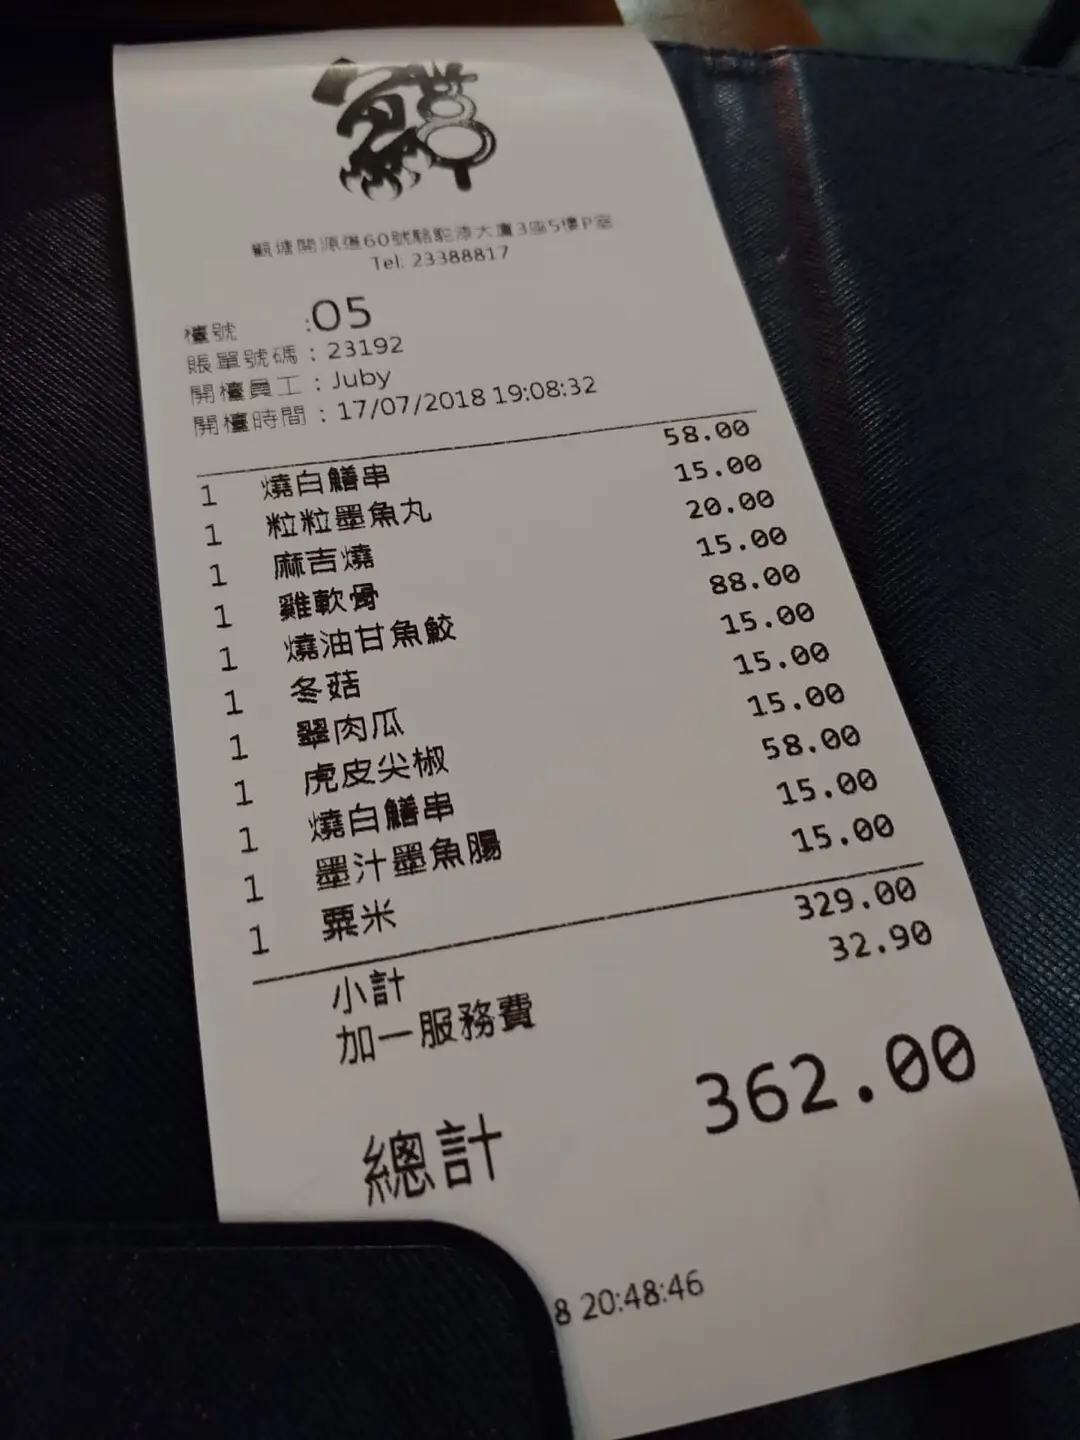 觀塘開源道60號駱駝漆大廈3座5樓P室
Tel: 23388817
檯號 :05
賬單號碼 : 23192
開檯員工 : Juby
開檯時間 : 17/07/2018 19:08:32
1 燒白鱔串 58.00
1 粒粒墨魚丸 15.00
1 麻吉燒 20.00
1 雞軟骨 15.00
1 燒油甘魚鮫 88.00
1 冬菇 15.00
1 翠肉瓜 15.00
1 虎皮尖椒 15.00
1 燒白鱔串 58.00
1 墨汁墨魚腸 15.00
1 粟米 15.00
小計 329.00
加一服務費 32.90
總計 362.00
8 20:48:46